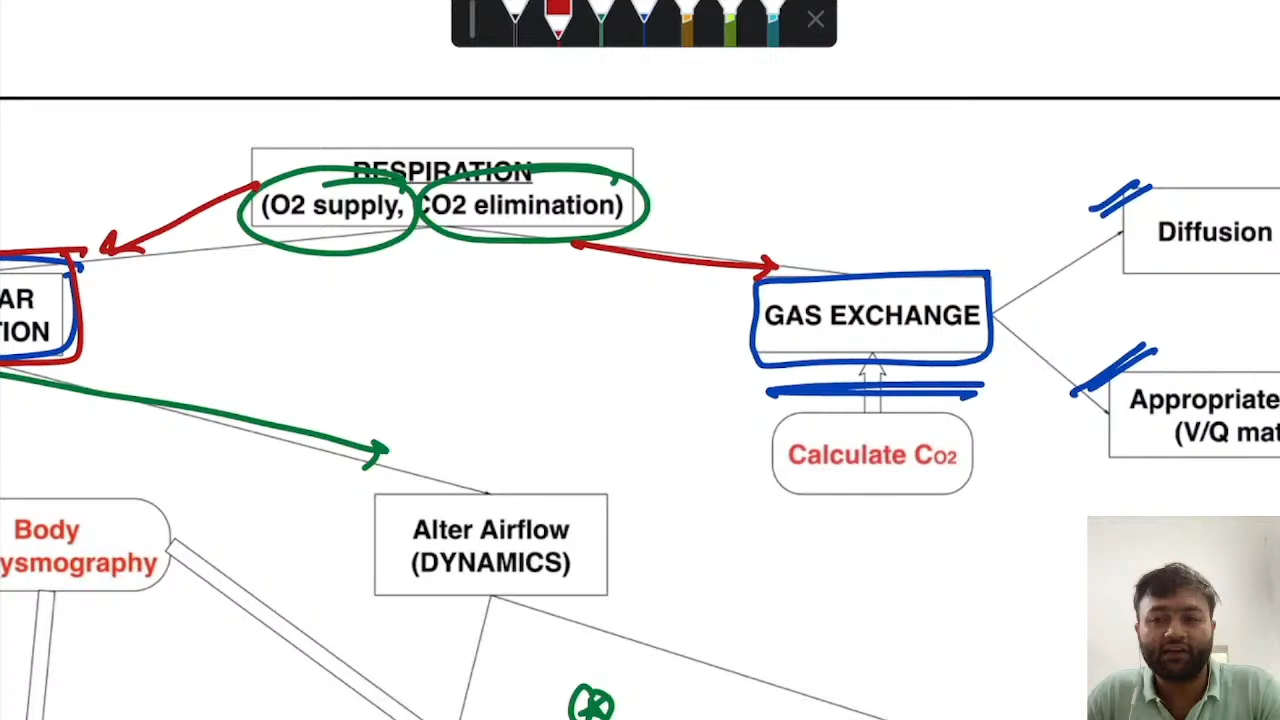 RESPIRATION
(O2 supply, CO2 elimination)
AR
TION
GAS EXCHANGE
Diffusion
Appropriate
(V/Q mat
Calculate CO2
Body
ysmography
Alter Airflow
(DYNAMICS)